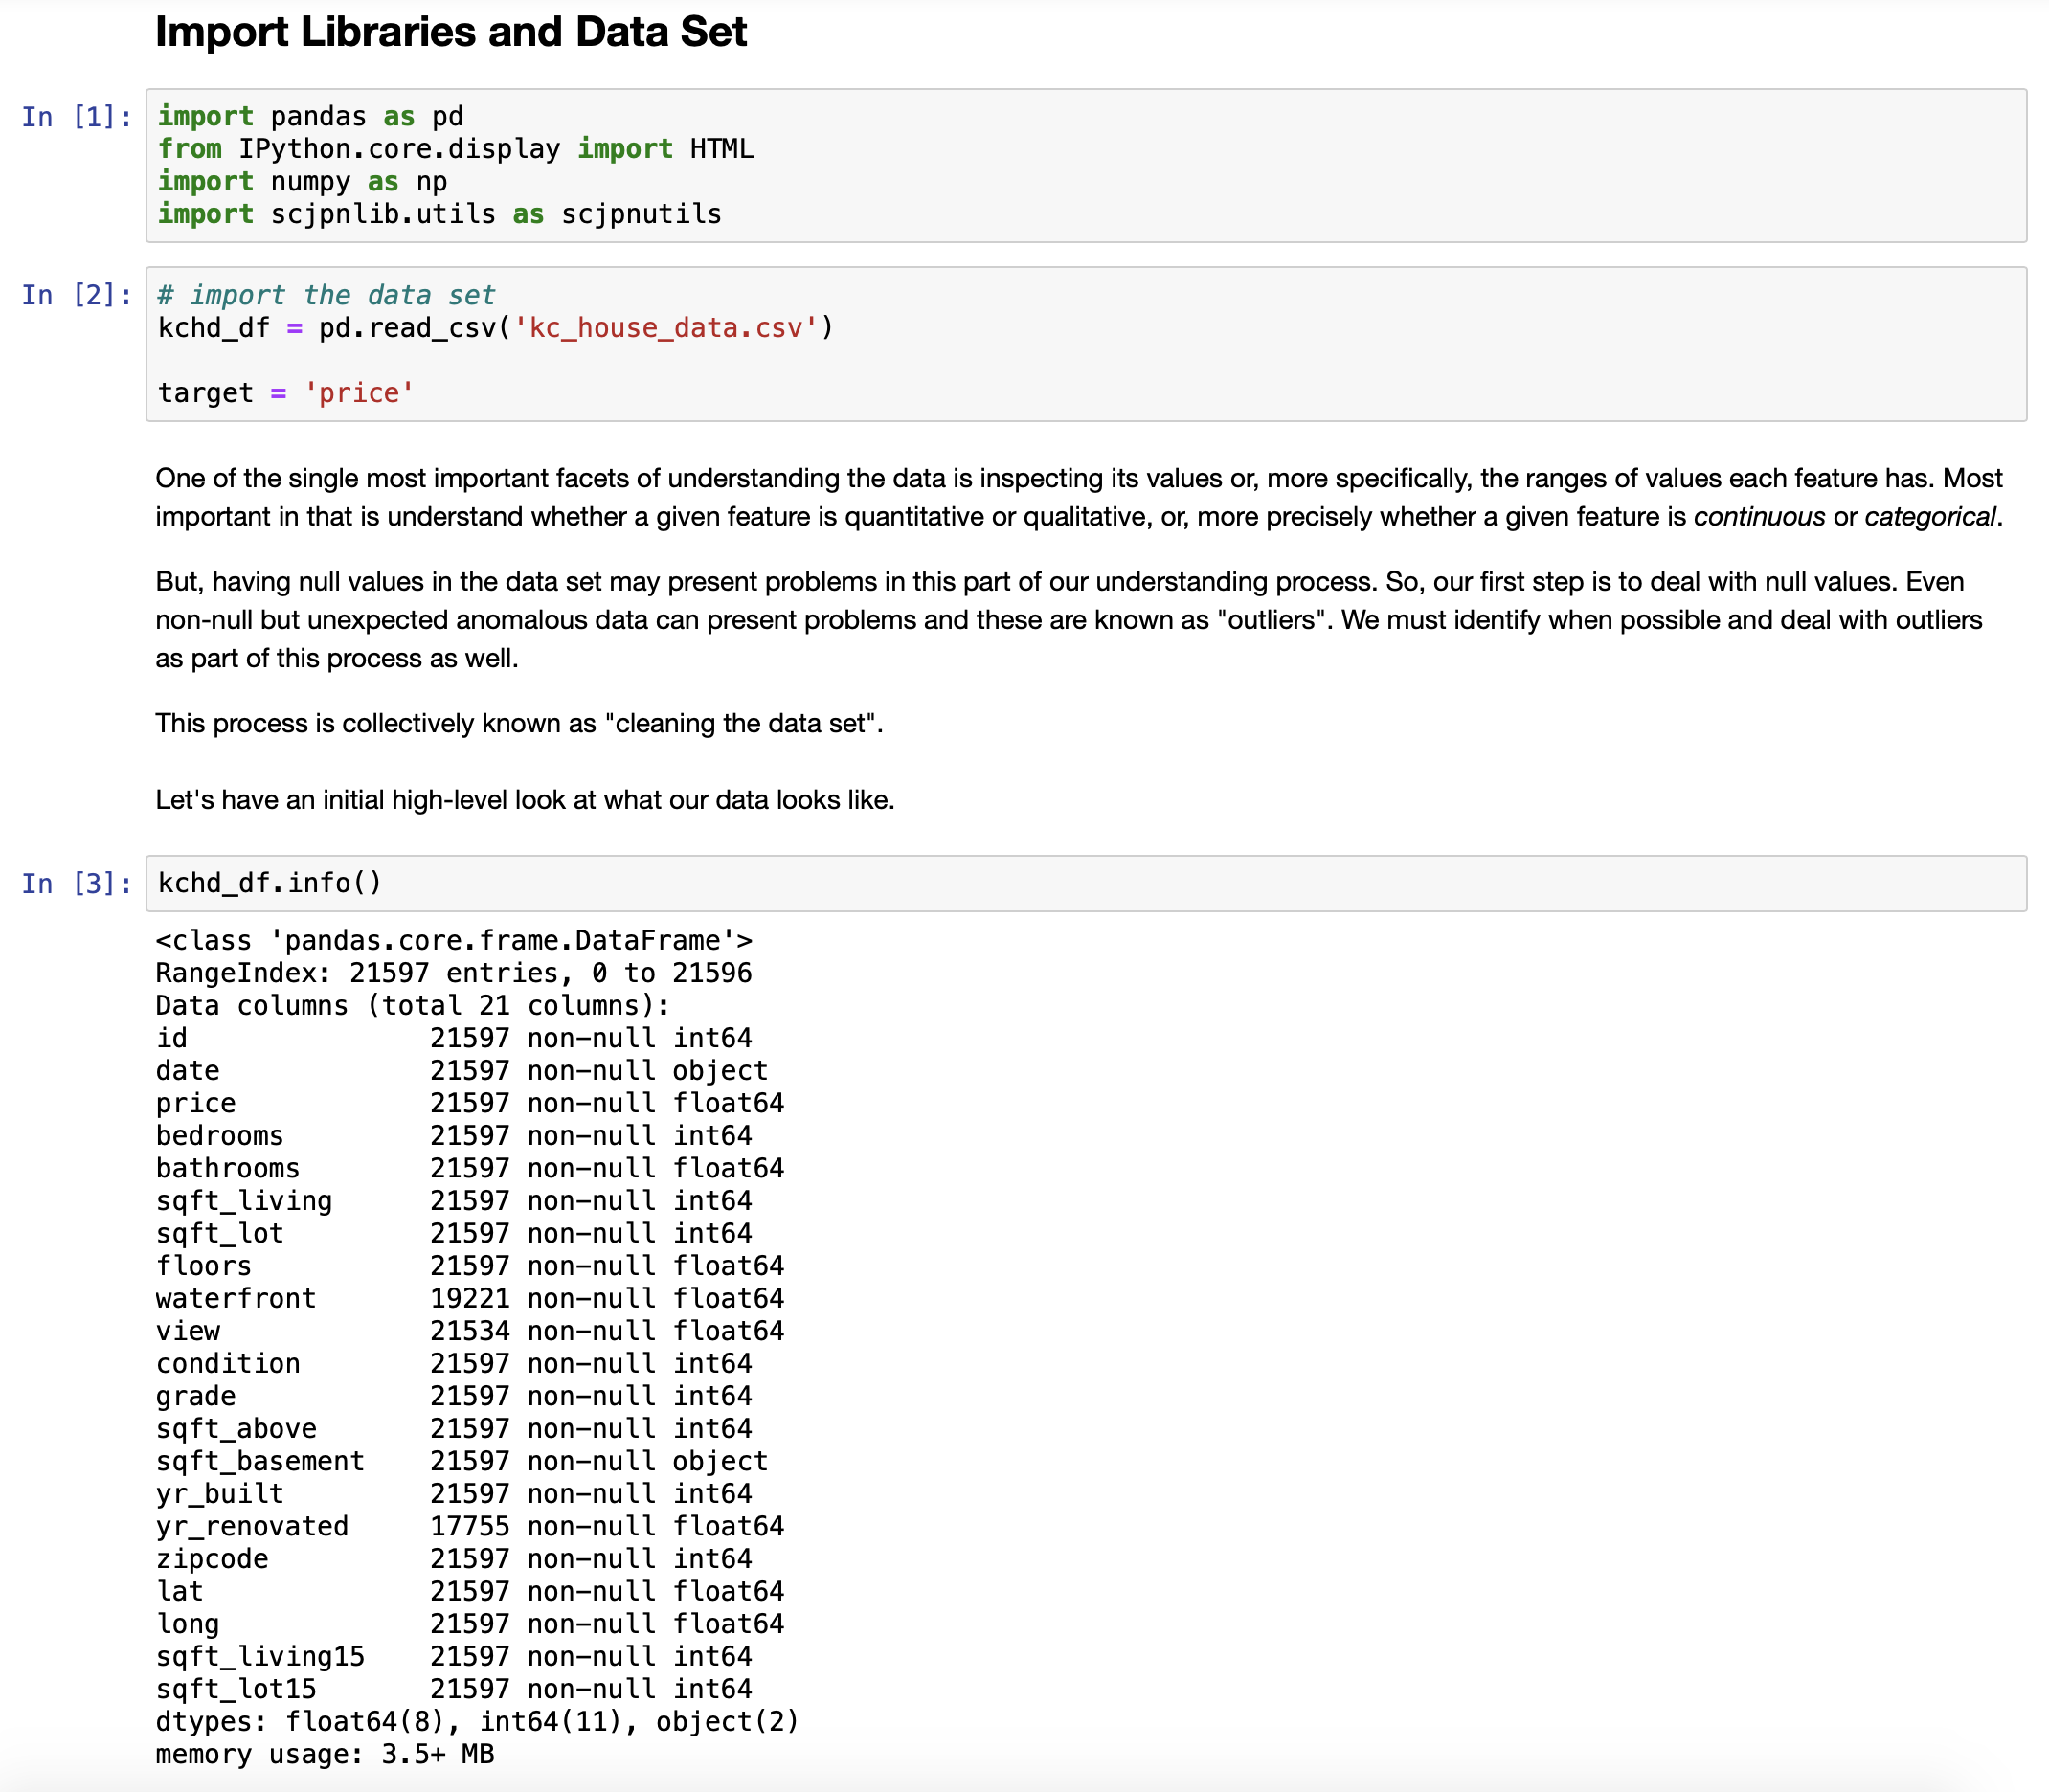 Import Libraries and Data Set
In [1]: import pandas as pd
from IPython.core.display import HTML
import numpy as np
import scjpnlib.utils as scjpnutils
In [2]: # import the data set
kchd_df = pd.read_csv('kc_house_data.csv')
target = 'price'
One of the single most important facets of understanding the data is inspecting its values or, more specifically, the ranges of values each feature has. Most
important in that is understand whether a given feature is quantitative or qualitative, or, more precisely whether a given feature is continuous or categorical.
But, having null values in the data set may present problems in this part of our understanding process. So, our first step is to deal with null values. Even
non-null but unexpected anomalous data can present problems and these are known as "outliers". We must identify when possible and deal with outliers
as part of this process as well.
This process is collectively known as "cleaning the data set".
Let's have an initial high-level look at what our data looks like.
In [3]: kchd_df.info()
<class 'pandas.core.frame.DataFrame'>
RangeIndex: 21597 entries, 0 to 21596
Data columns (total 21 columns):
id 21597 non-null int64
date 21597 non-null object
price 21597 non-null float64
bedrooms 21597 non-null int64
bathrooms 21597 non-null float64
sqft_living 21597 non-null int64
sqft_lot 21597 non-null int64
floors 21597 non-null float64
waterfront 19221 non-null float64
view 21534 non-null float64
condition 21597 non-null int64
grade 21597 non-null int64
sqft_above 21597 non-null int64
sqft_basement 21597 non-null object
yr_built 21597 non-null int64
yr_renovated 17755 non-null float64
zipcode 21597 non-null int64
lat 21597 non-null float64
long 21597 non-null float64
sqft_living15 21597 non-null int64
sqft_lot15 21597 non-null int64
dtypes: float64(8), int64(11), object(2)
memory usage: 3.5+ MB